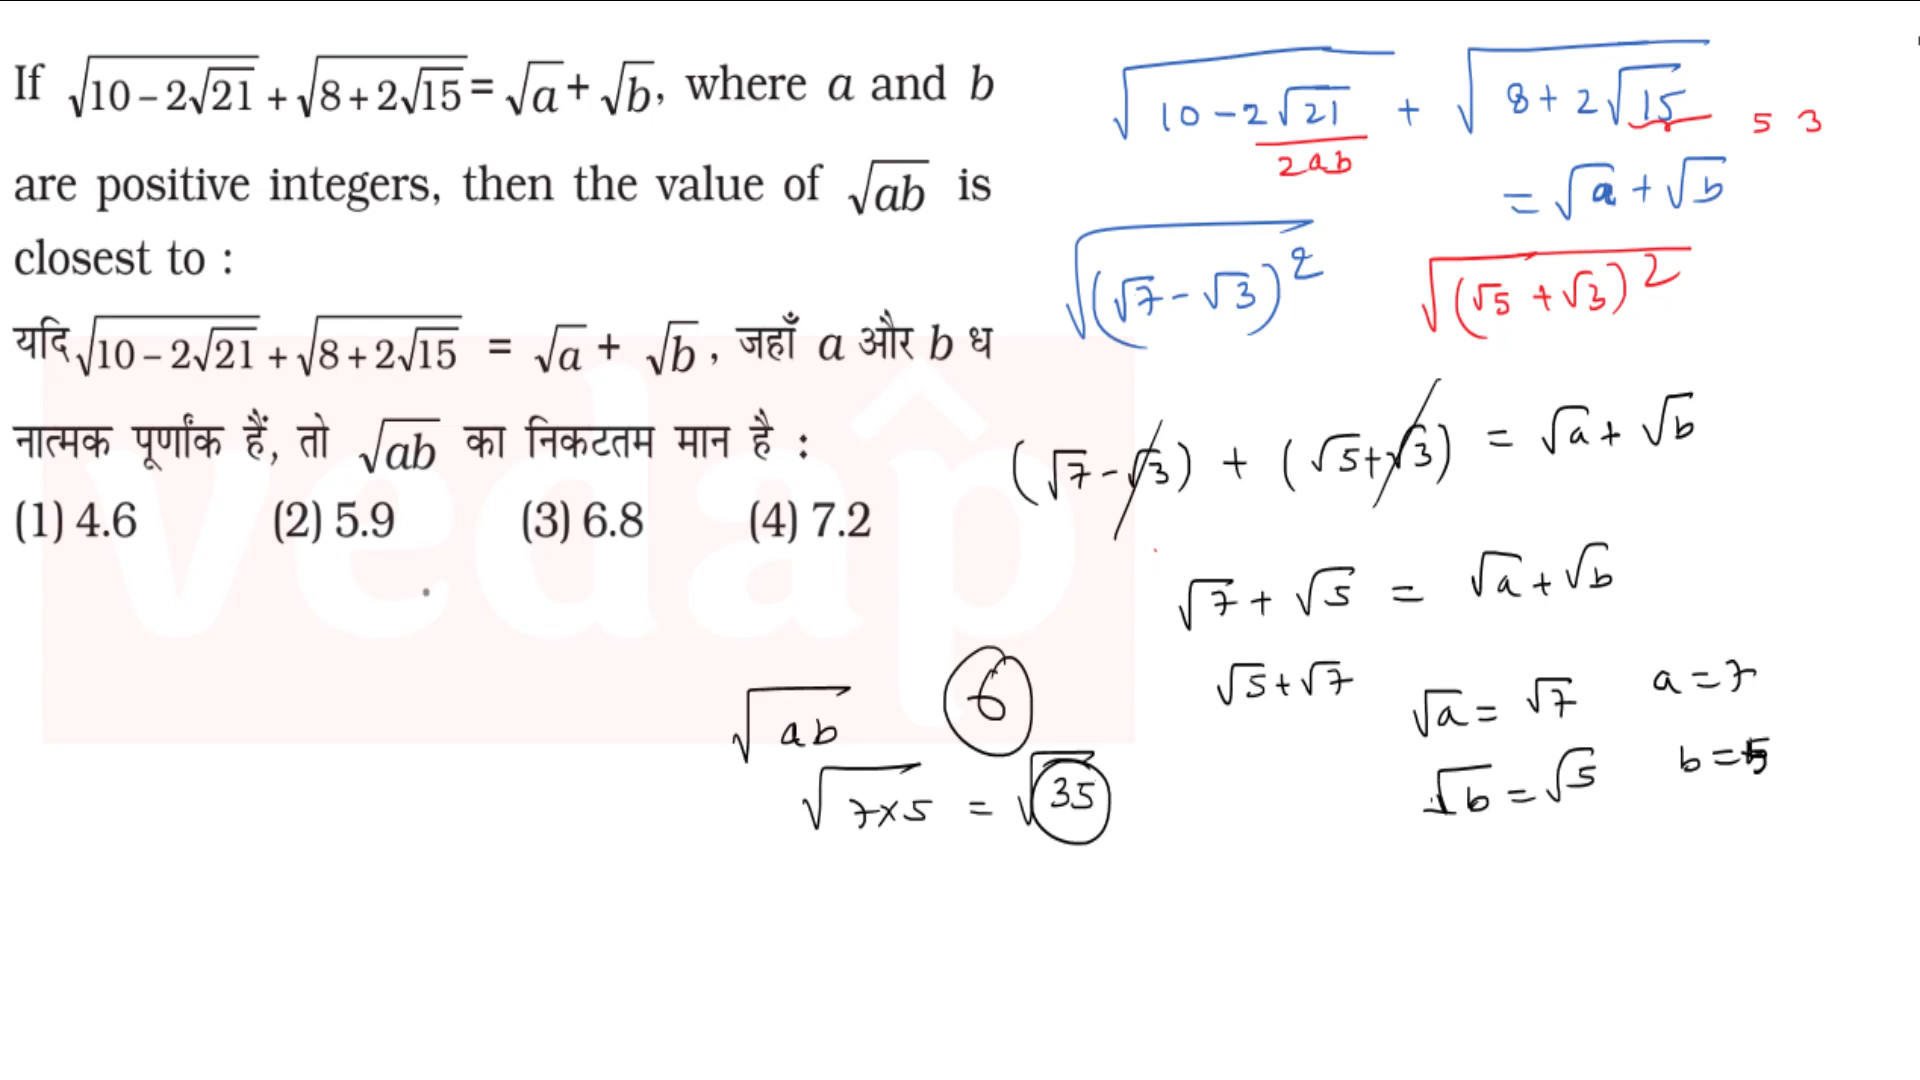 If √(10 – 2√21) + √(8 + 2√15) = √a + √b, where a and b
are positive integers, then the value of √ab is
closest to :
यदि √(10 – 2√21) + √(8 + 2√15) = √a + √b, जहाँ a और b ध
नात्मक पूर्णांक हैं, तो √ab का निकटतम मान है :
(1) 4.6 (2) 5.9 (3) 6.8 (4) 7.2
vedap
√(10 – 2√21) + √(8 + 2√15) 5 3
2ab
= √a + √b
√((√7 – √3)²) √((√5 + √3)²)
(√7 – √3) + (√5 + √3) = √a + √b
√7 + √5 = √a + √b
√5 + √7
√a = √7 a = 7
√b = √5 b = 5
√ab 6
√7×5 = √35